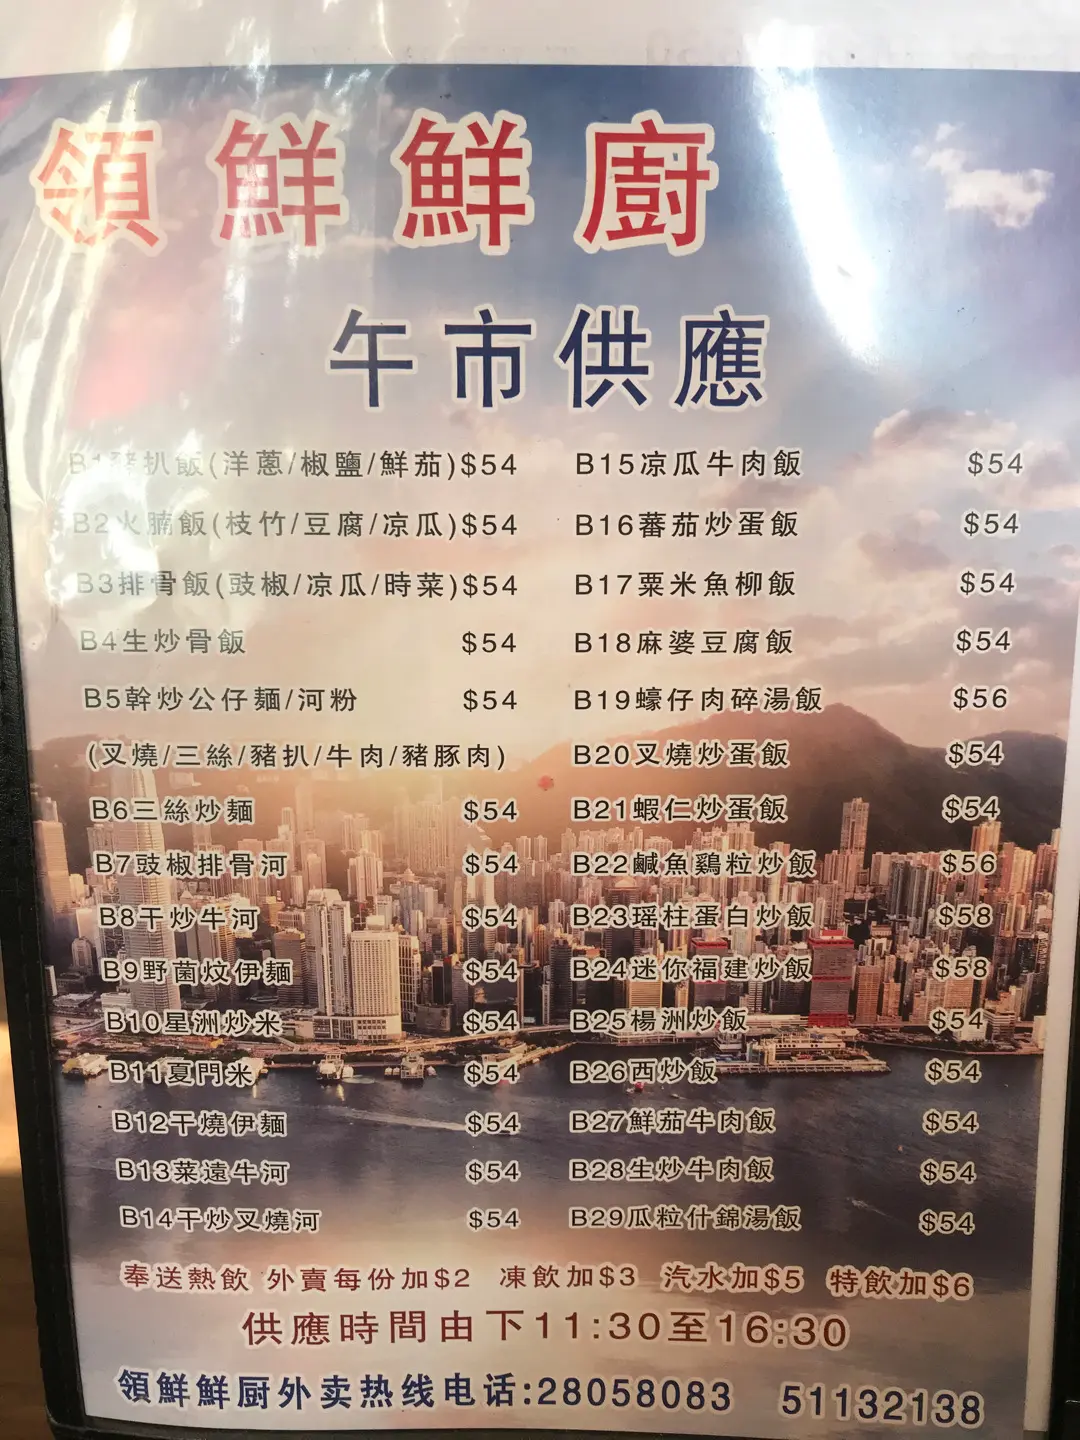 領鮮鮮廚
午市供應
B1豬扒飯(洋蔥/椒鹽/鮮茄)$54
B2火腩飯(枝竹/豆腐/凉瓜)$54
B3排骨飯(豉椒/凉瓜/時菜)$54
B4生炒骨飯 $54
B5幹炒公仔麵/河粉 $54
(叉燒/三絲/豬扒/牛肉/豬豚肉)
B6三絲炒麵 $54
B7豉椒排骨河 $54
B8干炒牛河 $54
B9野菌炆伊麵 $54
B10星洲炒米 $54
B11夏門米 $54
B12干燒伊麵 $54
B13菜遠牛河 $54
B14干炒叉燒河 $54
B15凉瓜牛肉飯 $54
B16蕃茄炒蛋飯 $54
B17粟米魚柳飯 $54
B18麻婆豆腐飯 $54
B19蠔仔肉碎湯飯 $56
B20叉燒炒蛋飯 $54
B21蝦仁炒蛋飯 $54
B22鹹魚鷄粒炒飯 $56
B23瑶柱蛋白炒飯 $58
B24迷你福建炒飯 $58
B25楊洲炒飯 $54
B26西炒飯 $54
B27鮮茄牛肉飯 $54
B28生炒牛肉飯 $54
B29瓜粒什錦湯飯 $54
奉送熱飲 外賣每份加$2 凍飲加$3 汽水加$5 特飲加$6
供應時間由下11:30至16:30
領鮮鮮厨外卖热线电话:28058083 51132138